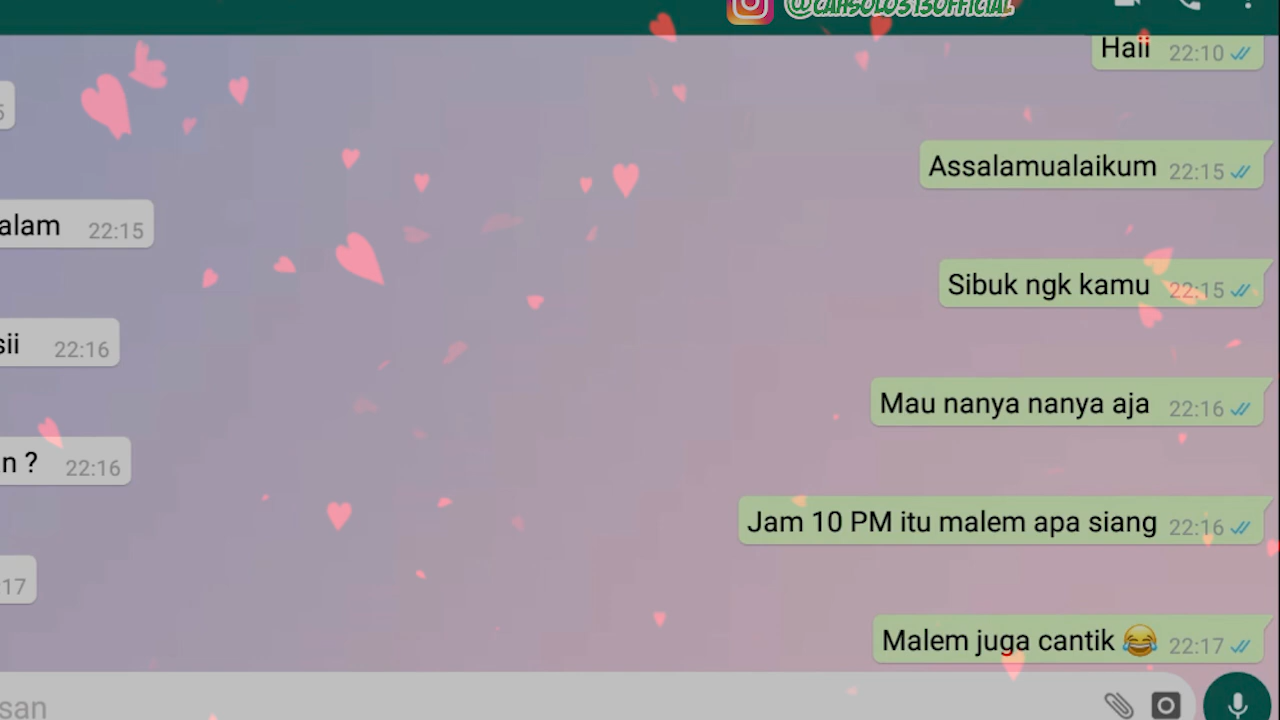 @CAHSOLO313OFFICIAL
Haii 22:10
Assalamualaikum 22:15
alam 22:15
Sibuk ngk kamu 22:15
sii 22:16
Mau nanya nanya aja 22:16
n ? 22:16
Jam 10 PM itu malem apa siang 22:16
17
Malem juga cantik 😂 22:17
san